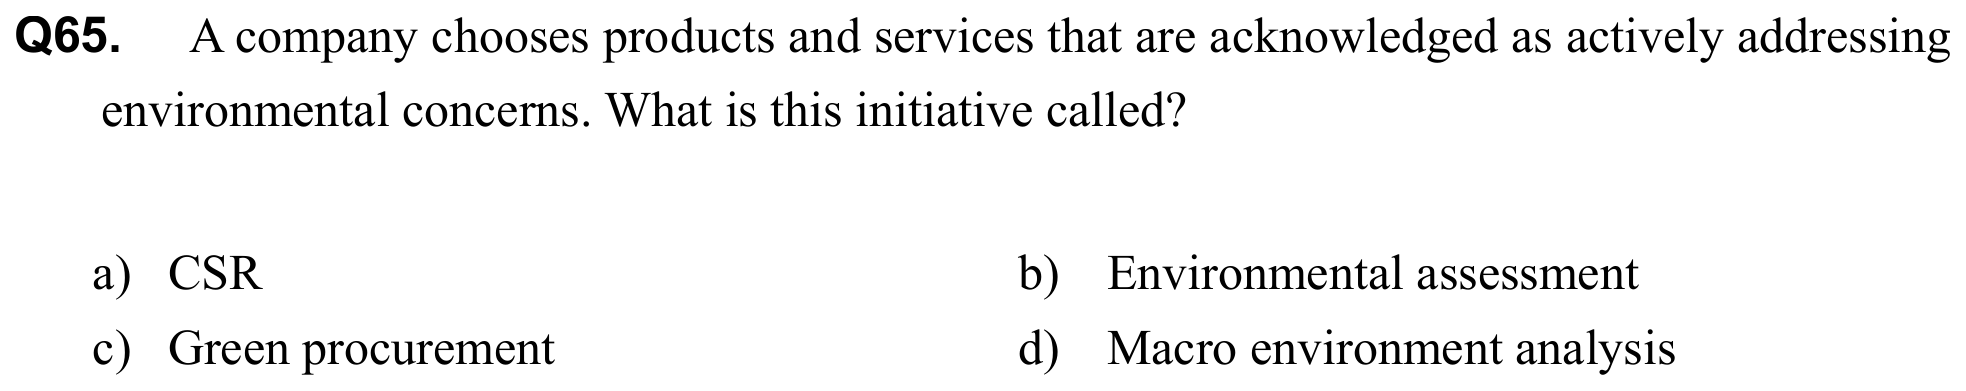 Q65. A company chooses products and services that are acknowledged as actively addressing
environmental concerns. What is this initiative called?
a) CSR b) Environmental assessment
c) Green procurement d) Macro environment analysis